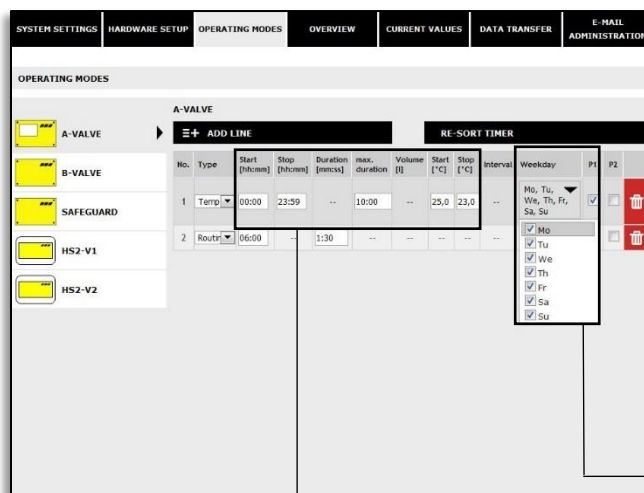 SYSTEM SETTINGS HARDWARE SETUP OPERATING MODES OVERVIEW CURRENT VALUES DATA TRANSFER E-MAIL
ADMINISTRATION
OPERATING MODES
A-VALVE
B-VALVE
SAFEGUARD
HS2-V1
HS2-V2
A-VALVE
ADD LINE RE-SORT TIMER
No. Type Start Stop Duration max. Volume Start Stop Interval Weekday P1 P2
[hh:mm] [hh:mm] [mm:ss] duration [l] [°C] [°C]
1 Temp 00:00 23:59 -- 10:00 -- 25,0 23,0 -- Mo, Tu,
We, Th, Fr,
Sa, Su
2 Routir 06:00 -- 1:30 -- -- -- -- --
Mo
Tu
We
Th
Fr
Sa
Su